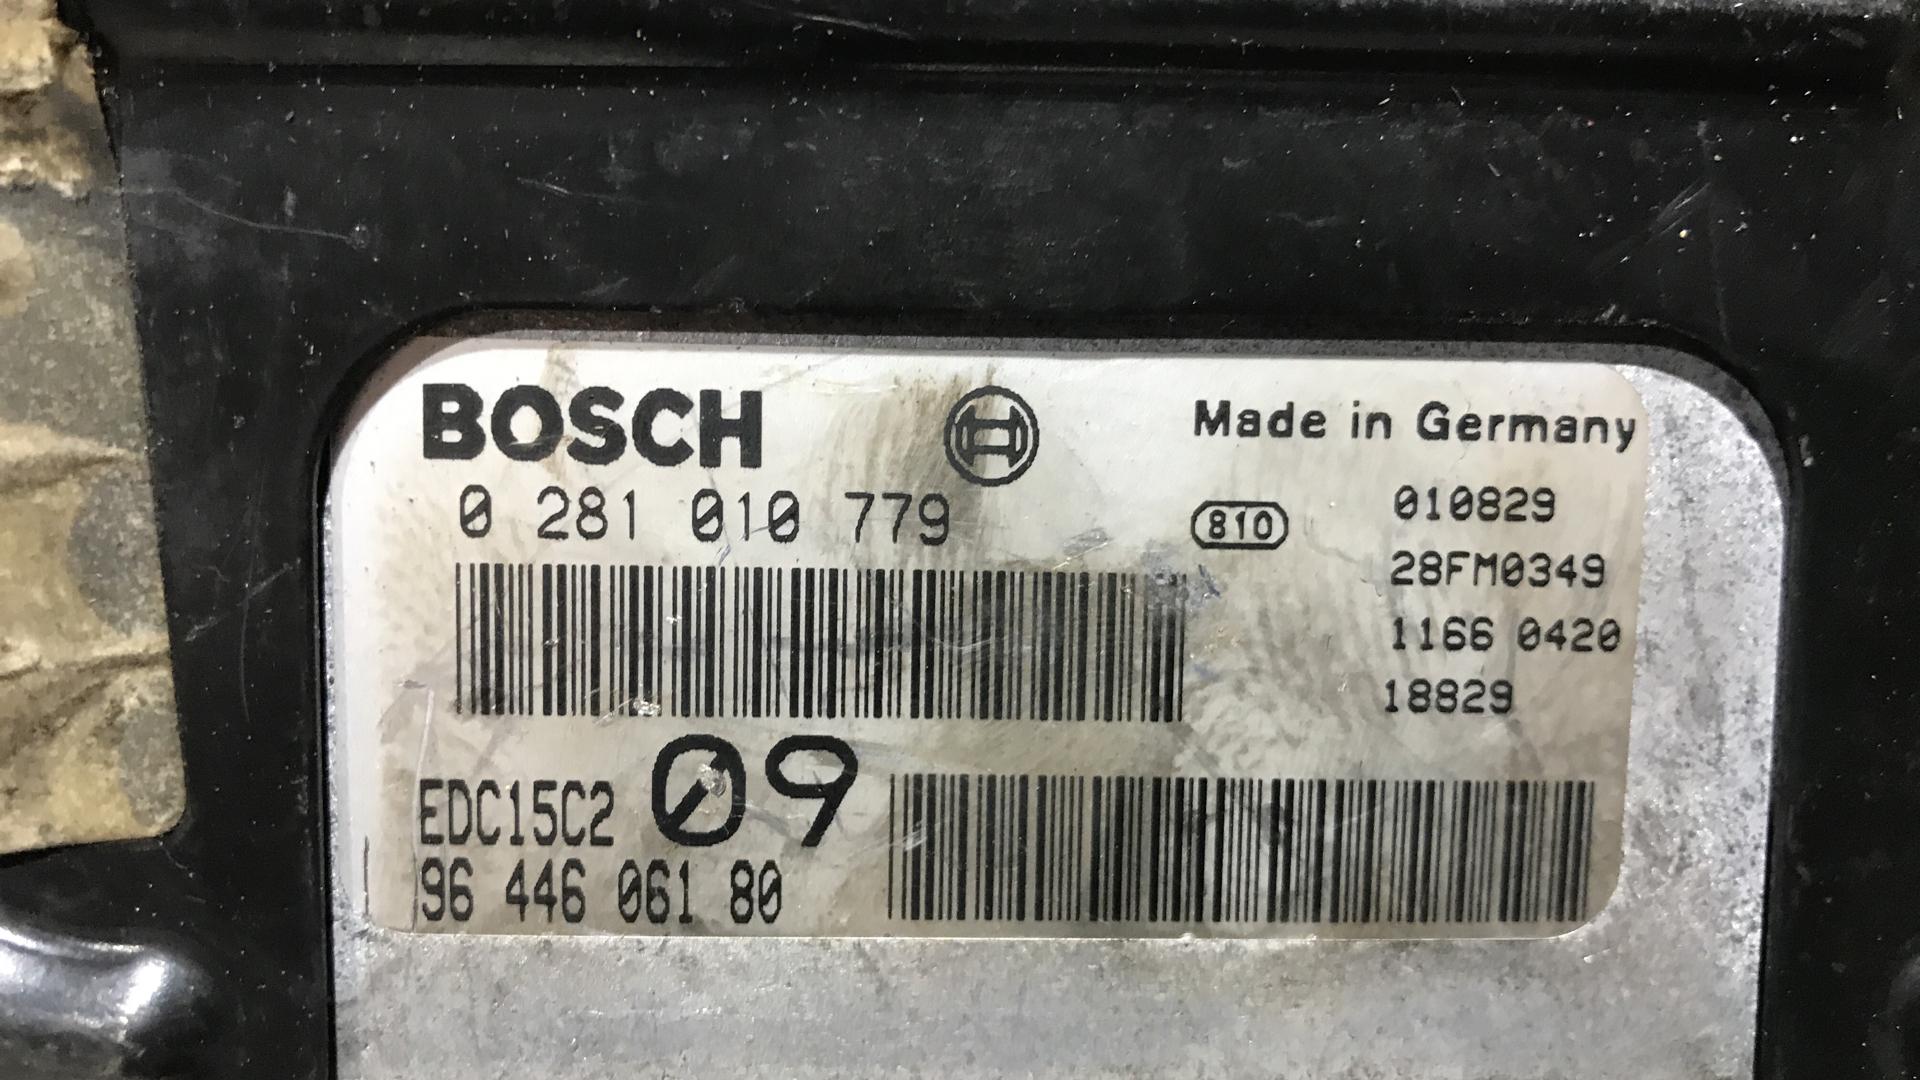 BOSCH
Made in Germany
0 281 010 779
810
010829
28FM0349
1166 0420
18829
EDC15C2 09
96 446 061 80